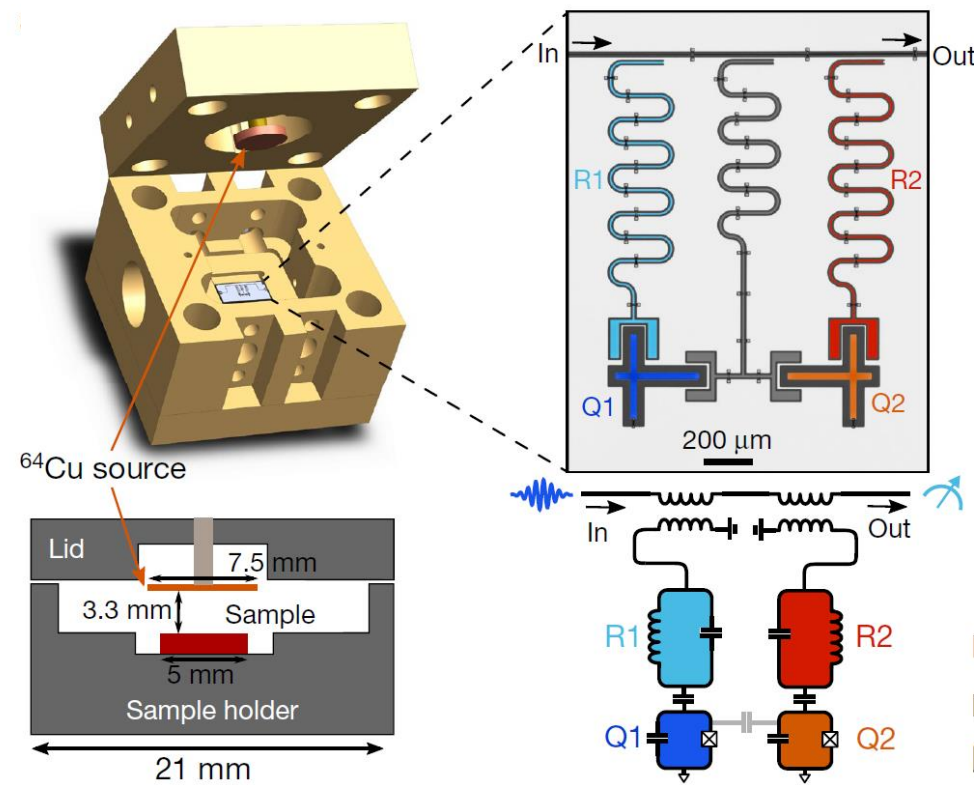 In
Out
R1
R2
Q1
Q2
200 μm
⁶⁴Cu source
In
Out
Lid
7.5 mm
3.3 mm
Sample
5 mm
Sample holder
21 mm
R1
R2
Q1
Q2